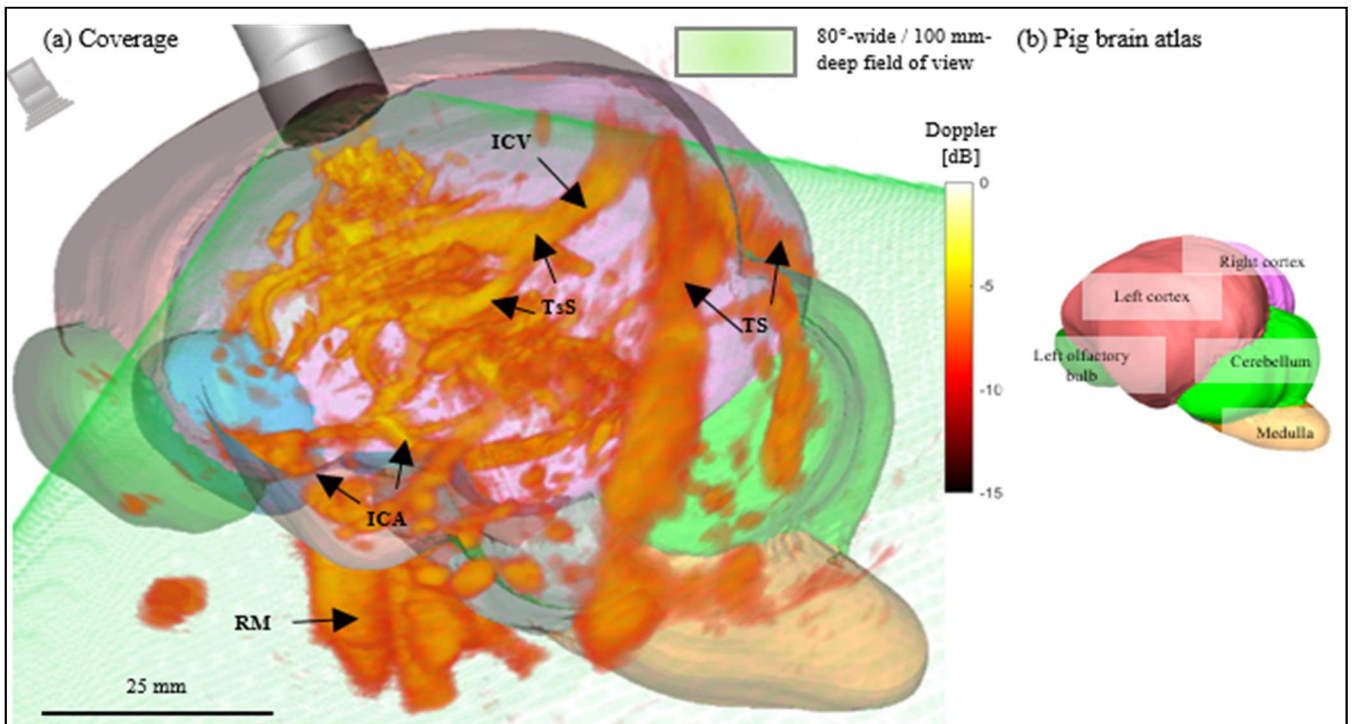 (a) Coverage
80°-wide / 100 mm-
deep field of view
(b) Pig brain atlas
Doppler
[dB]
0
-5
-10
-15
ICV
TsS
TS
ICA
RM
25 mm
Right cortex
Left cortex
Left olfactory
bulb
Cerebellum
Medulla